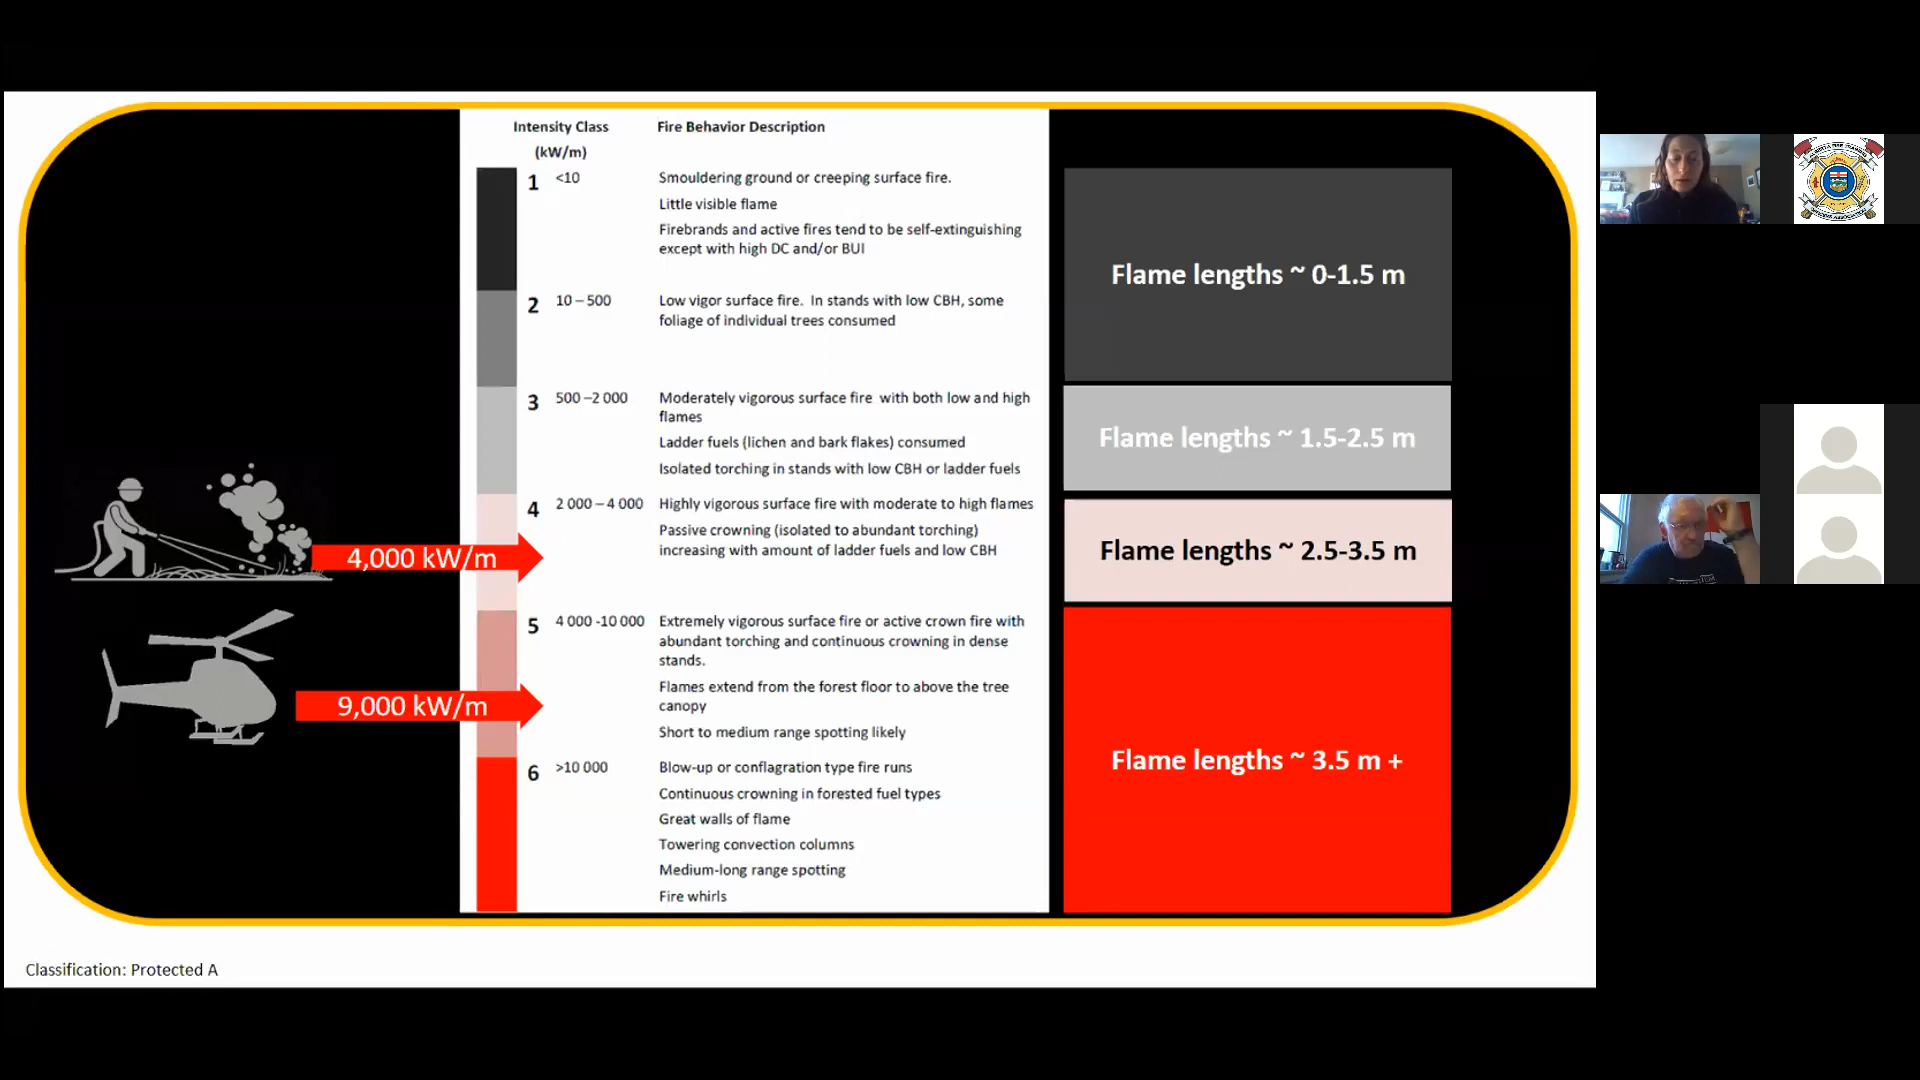 Intensity Class
(kW/m)
Fire Behavior Description
1
<10
Smouldering ground or creeping surface fire.
Little visible flame
Firebrands and active fires tend to be self-extinguishing
except with high DC and/or BUI
2
10 – 500
Low vigor surface fire. In stands with low CBH, some
foliage of individual trees consumed
3
500 –2 000
Moderately vigorous surface fire with both low and high
flames
Ladder fuels (lichen and bark flakes) consumed
Isolated torching in stands with low CBH or ladder fuels
4
2 000 – 4 000
Highly vigorous surface fire with moderate to high flames
Passive crowning (isolated to abundant torching)
increasing with amount of ladder fuels and low CBH
5
4 000 -10 000
Extremely vigorous surface fire or active crown fire with
abundant torching and continuous crowning in dense
stands.
Flames extend from the forest floor to above the tree
canopy
Short to medium range spotting likely
6
>10 000
Blow-up or conflagration type fire runs
Continuous crowning in forested fuel types
Great walls of flame
Towering convection columns
Medium-long range spotting
Fire whirls
4,000 kW/m
9,000 kW/m
Flame lengths ~ 0-1.5 m
Flame lengths ~ 1.5-2.5 m
Flame lengths ~ 2.5-3.5 m
Flame lengths ~ 3.5 m +
Classification: Protected A